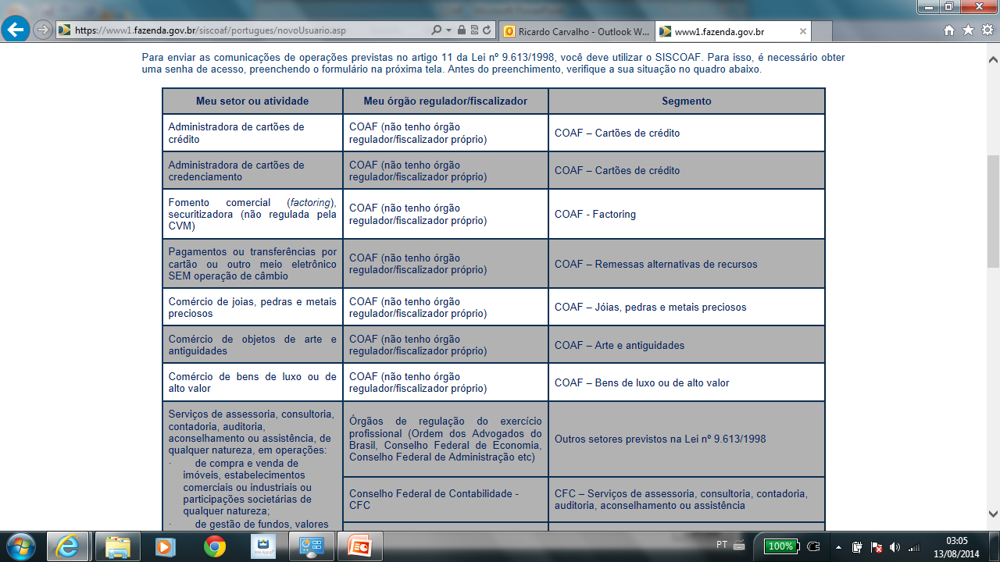 https://www1.fazenda.gov.br/siscoaf/portugues/novoUsuario.asp
Ricardo Carvalho - Outlook W...
www1.fazenda.gov.br
Para enviar as comunicações de operações previstas no artigo 11 da Lei nº 9.613/1998, você deve utilizar o SISCOAF. Para isso, é necessário obter
uma senha de acesso, preenchendo o formulário na próxima tela. Antes do preenchimento, verifique a sua situação no quadro abaixo.
Meu setor ou atividade
Meu órgão regulador/fiscalizador
Segmento
Administradora de cartões de
crédito
COAF (não tenho órgão
regulador/fiscalizador próprio)
COAF – Cartões de crédito
Administradora de cartões de
credenciamento
COAF (não tenho órgão
regulador/fiscalizador próprio)
COAF – Cartões de crédito
Fomento comercial (factoring),
securitizadora (não regulada pela
CVM)
COAF (não tenho órgão
regulador/fiscalizador próprio)
COAF - Factoring
Pagamentos ou transferências por
cartão ou outro meio eletrônico
SEM operação de câmbio
COAF (não tenho órgão
regulador/fiscalizador próprio)
COAF – Remessas alternativas de recursos
Comércio de joias, pedras e metais
preciosos
COAF (não tenho órgão
regulador/fiscalizador próprio)
COAF – Jóias, pedras e metais preciosos
Comércio de objetos de arte e
antiguidades
COAF (não tenho órgão
regulador/fiscalizador próprio)
COAF – Arte e antiguidades
Comércio de bens de luxo ou de
alto valor
COAF (não tenho órgão
regulador/fiscalizador próprio)
COAF – Bens de luxo ou de alto valor
Serviços de assessoria, consultoria,
contadoria, auditoria,
aconselhamento ou assistência, de
qualquer natureza, em operações:
· de compra e venda de
imóveis, estabelecimentos
comerciais ou industriais ou
participações societárias de
qualquer natureza;
· de gestão de fundos, valores
Órgãos de regulação do exercício
profissional (Ordem dos Advogados do
Brasil, Conselho Federal de Economia,
Conselho Federal de Administração etc)
Outros setores previstos na Lei nº 9.613/1998
Conselho Federal de Contabilidade -
CFC
CFC – Serviços de assessoria, consultoria, contadoria,
auditoria, aconselhamento ou assistência
PT
100%
03:05
13/08/2014